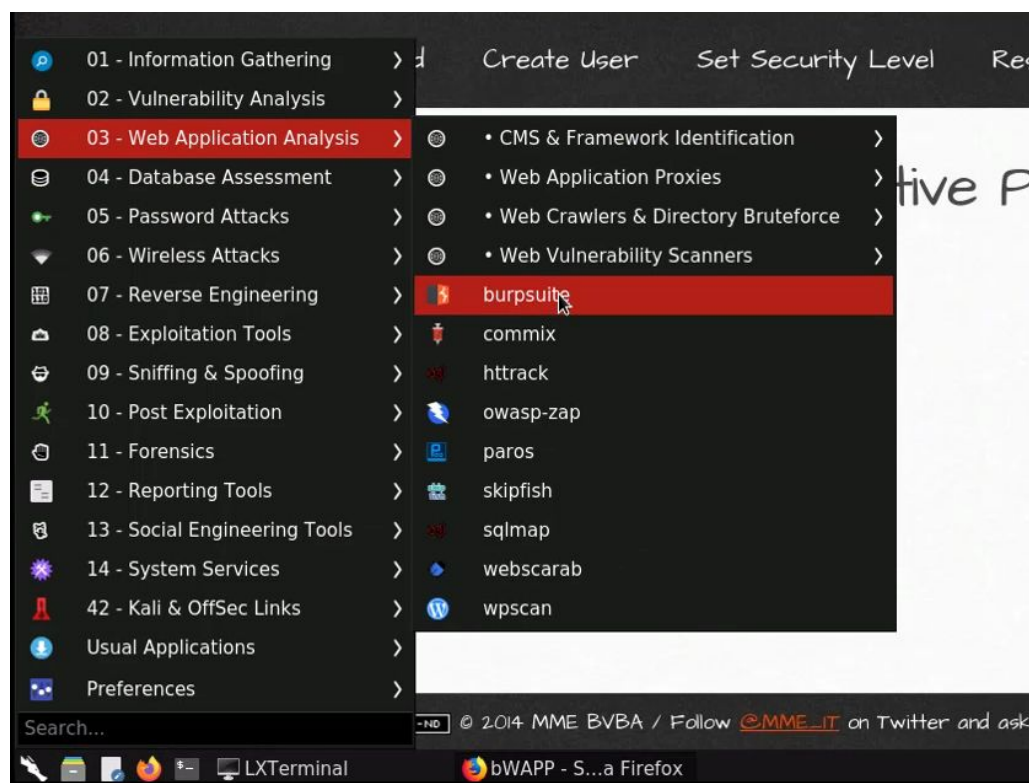 d Create User Set Security Level Res
01 - Information Gathering
02 - Vulnerability Analysis
03 - Web Application Analysis
04 - Database Assessment
05 - Password Attacks
06 - Wireless Attacks
07 - Reverse Engineering
08 - Exploitation Tools
09 - Sniffing & Spoofing
10 - Post Exploitation
11 - Forensics
12 - Reporting Tools
13 - Social Engineering Tools
14 - System Services
42 - Kali & OffSec Links
Usual Applications
Preferences
Search...
• CMS & Framework Identification
• Web Application Proxies
• Web Crawlers & Directory Bruteforce
• Web Vulnerability Scanners
burpsuite
commix
httrack
owasp-zap
paros
skipfish
sqlmap
webscarab
wpscan
tive P
-ND © 2014 MME BVBA / Follow @MME_IT on Twitter and ask
LXTerminal
bWAPP - S...a Firefox